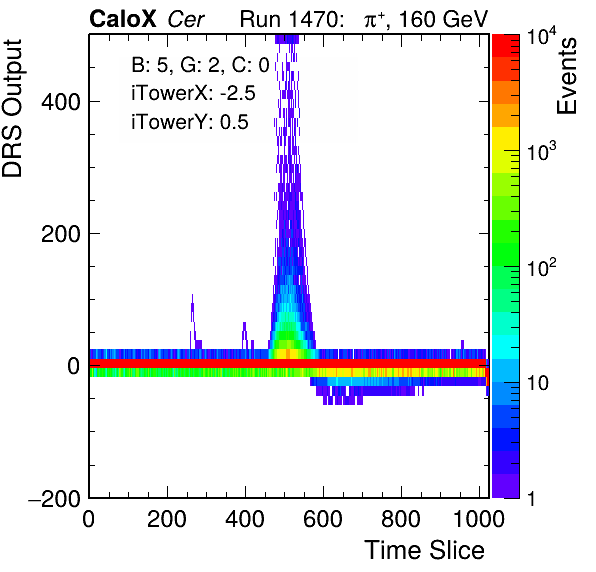 CaloX Cer Run 1470: π⁺, 160 GeV
DRS Output
Events
B: 5, G: 2, C: 0
iTowerX: -2.5
iTowerY: 0.5
400
200
0
−200
0 200 400 600 800 1000
Time Slice
10⁴
10³
10²
10
1